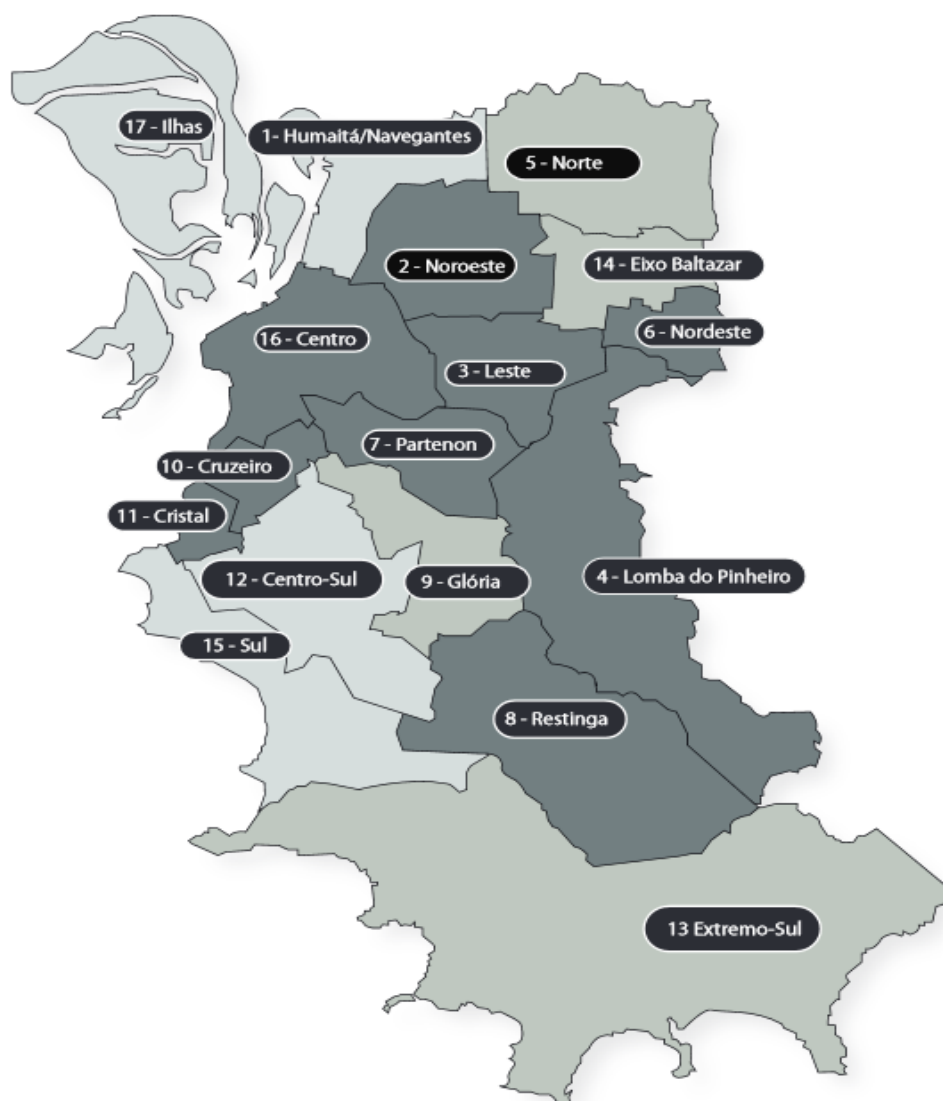 17 - Ilhas
1- Humaitá/Navegantes
5 - Norte
2 - Noroeste
14 - Eixo Baltazar
16 - Centro
6 - Nordeste
3 - Leste
7 - Partenon
10 - Cruzeiro
11 - Cristal
12 - Centro-Sul
9 - Glória
4 - Lomba do Pinheiro
15 - Sul
8 - Restinga
13 Extremo-Sul